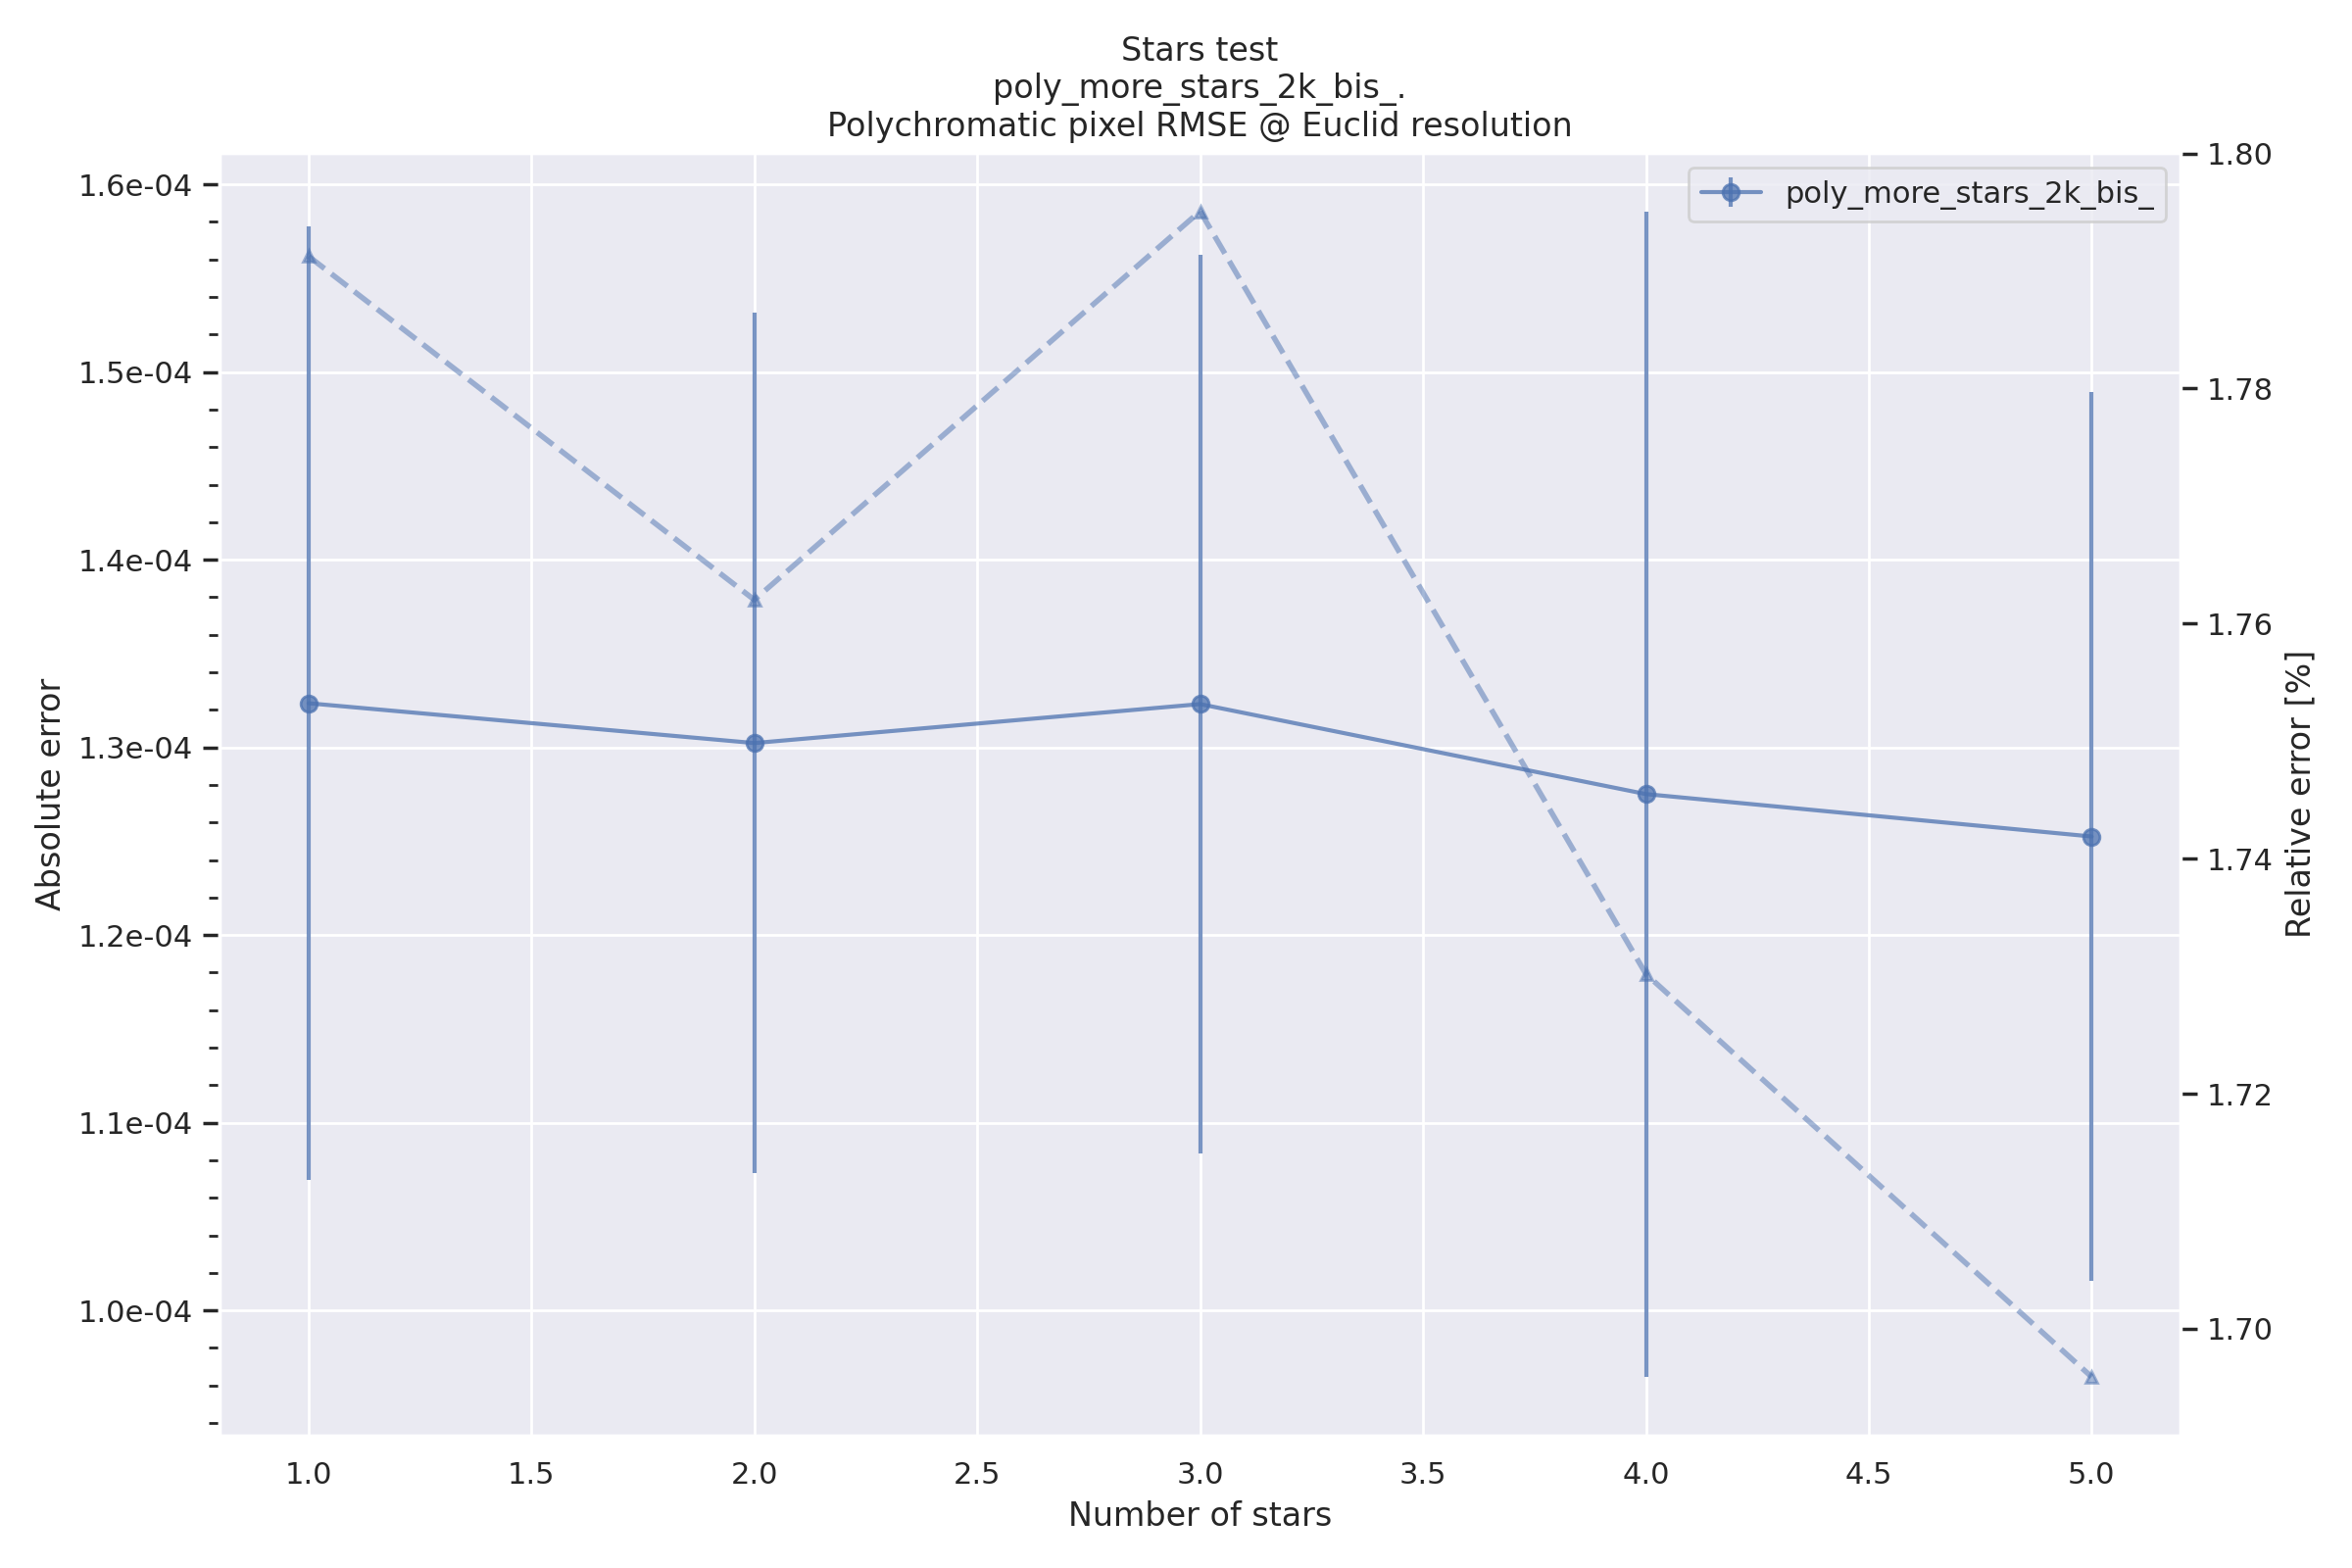 Stars test
poly_more_stars_2k_bis_.
Polychromatic pixel RMSE @ Euclid resolution
poly_more_stars_2k_bis_
Absolute error
1.6e-04
1.5e-04
1.4e-04
1.3e-04
1.2e-04
1.1e-04
1.0e-04
Relative error [%]
1.80
1.78
1.76
1.74
1.72
1.70
1.0 1.5 2.0 2.5 3.0 3.5 4.0 4.5 5.0
Number of stars